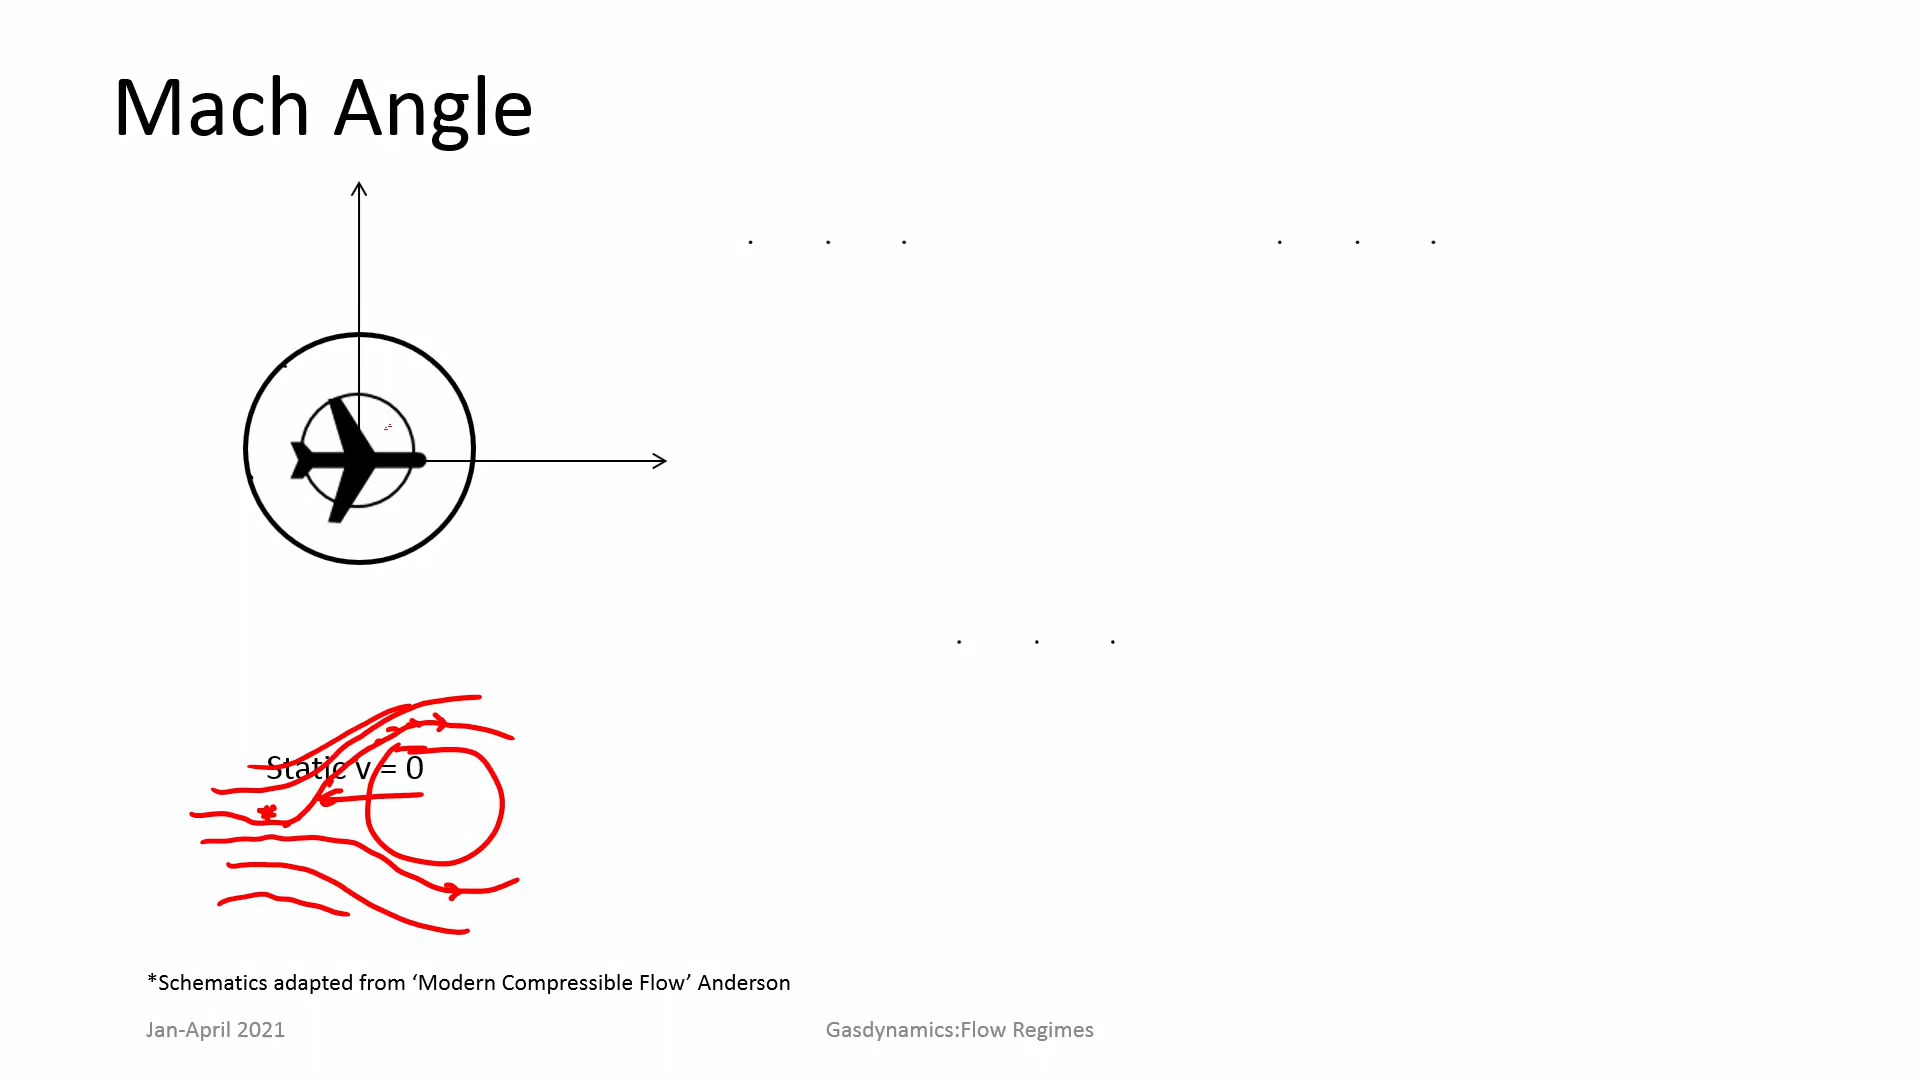 Mach Angle
. . .
. . .
. . .
Static v = 0
*Schematics adapted from ‘Modern Compressible Flow’ Anderson
Jan-April 2021
Gasdynamics:Flow Regimes